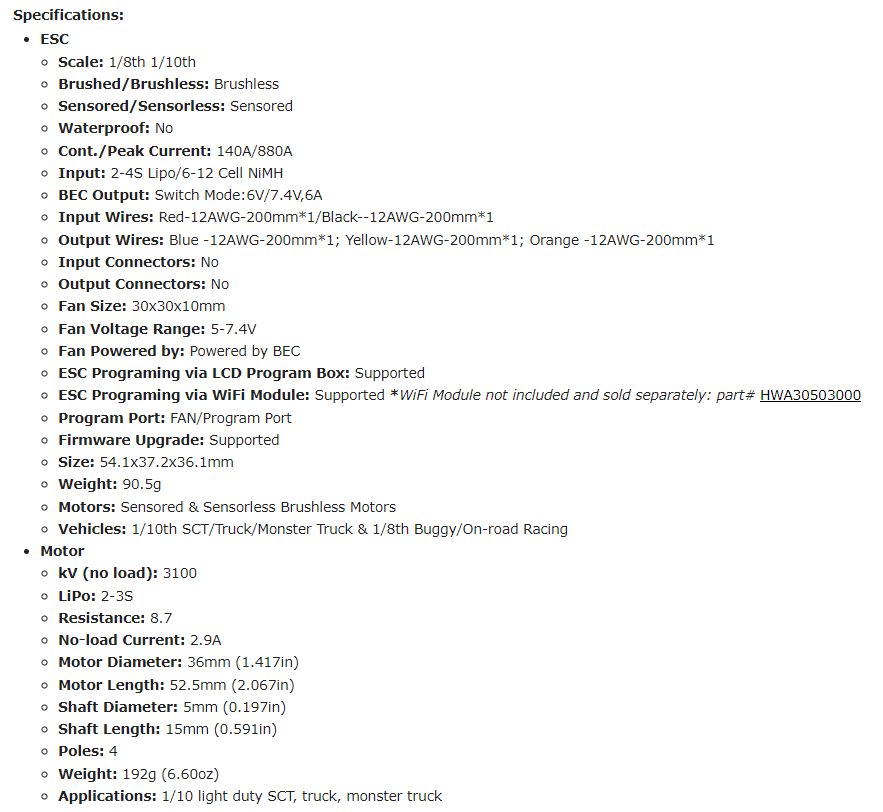 Specifications:
ESC
Scale: 1/8th 1/10th
Brushed/Brushless: Brushless
Sensored/Sensorless: Sensored
Waterproof: No
Cont./Peak Current: 140A/880A
Input: 2-4S Lipo/6-12 Cell NiMH
BEC Output: Switch Mode:6V/7.4V,6A
Input Wires: Red-12AWG-200mm*1/Black--12AWG-200mm*1
Output Wires: Blue -12AWG-200mm*1; Yellow-12AWG-200mm*1; Orange -12AWG-200mm*1
Input Connectors: No
Output Connectors: No
Fan Size: 30x30x10mm
Fan Voltage Range: 5-7.4V
Fan Powered by: Powered by BEC
ESC Programing via LCD Program Box: Supported
ESC Programing via WiFi Module: Supported *WiFi Module not included and sold separately: part# HWA30503000
Program Port: FAN/Program Port
Firmware Upgrade: Supported
Size: 54.1x37.2x36.1mm
Weight: 90.5g
Motors: Sensored & Sensorless Brushless Motors
Vehicles: 1/10th SCT/Truck/Monster Truck & 1/8th Buggy/On-road Racing
Motor
kV (no load): 3100
LiPo: 2-3S
Resistance: 8.7
No-load Current: 2.9A
Motor Diameter: 36mm (1.417in)
Motor Length: 52.5mm (2.067in)
Shaft Diameter: 5mm (0.197in)
Shaft Length: 15mm (0.591in)
Poles: 4
Weight: 192g (6.60oz)
Applications: 1/10 light duty SCT, truck, monster truck